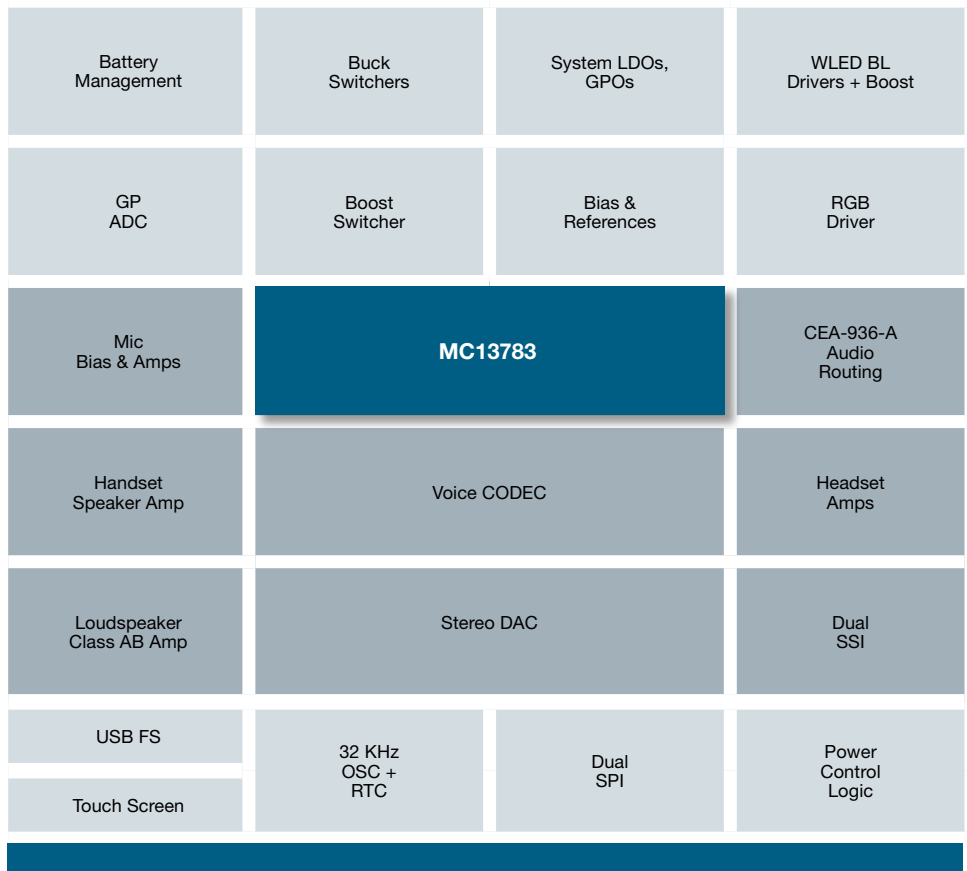 Battery
Management
Buck
Switchers
System LDOs,
GPOs
WLED BL
Drivers + Boost
GP
ADC
Boost
Switcher
Bias &
References
RGB
Driver
Mic
Bias & Amps
MC13783
CEA-936-A
Audio
Routing
Handset
Speaker Amp
Voice CODEC
Headset
Amps
Loudspeaker
Class AB Amp
Stereo DAC
Dual
SSI
USB FS
Touch Screen
32 KHz
OSC +
RTC
Dual
SPI
Power
Control
Logic